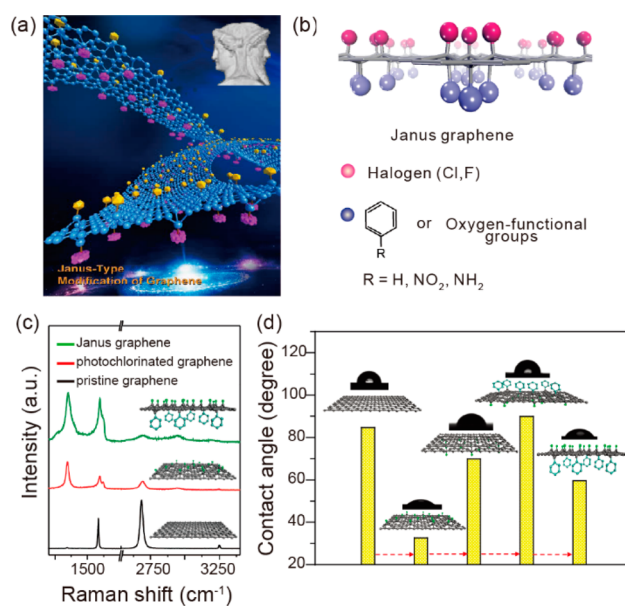 (a)
Janus-Type
Modification of Graphene
(b)
Janus graphene
Halogen (Cl,F)
or Oxygen-functional
groups
R
R = H, NO₂, NH₂
(c)
Janus graphene
photochlorinated graphene
pristine graphene
Intensity (a.u.)
1500 2750 3250
Raman shift (cm⁻¹)
(d)
Contact angle (degree)
120
100
80
60
40
20